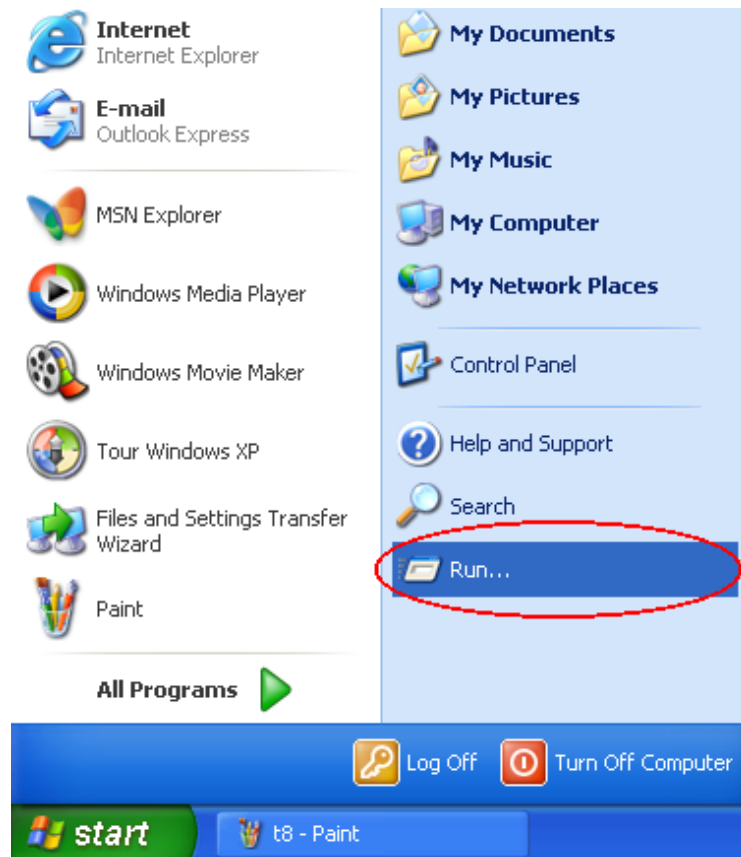 Internet
Internet Explorer
E-mail
Outlook Express
MSN Explorer
Windows Media Player
Windows Movie Maker
Tour Windows XP
Files and Settings Transfer
Wizard
Paint
All Programs
My Documents
My Pictures
My Music
My Computer
My Network Places
Control Panel
Help and Support
Search
Run...
Log Off
Turn Off Computer
start
t8 - Paint